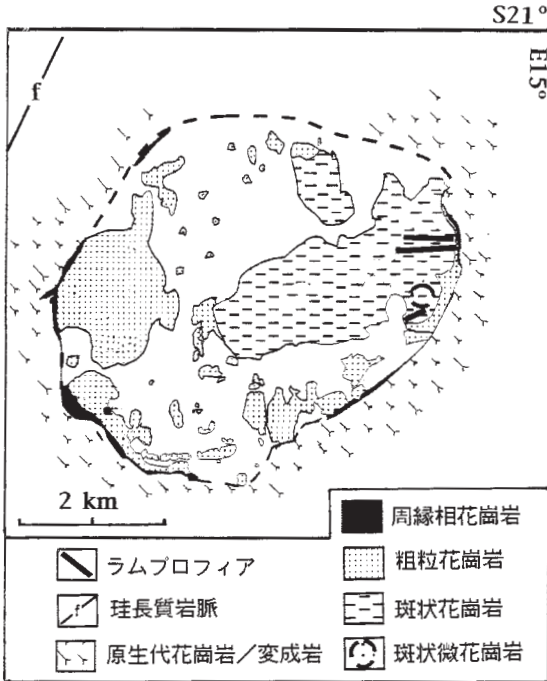 S21°
E15°
f
2 km
周縁相花崗岩
ラムプロフィア
粗粒花崗岩
f
珪長質岩脈
斑状花崗岩
原生代花崗岩／変成岩
斑状微花崗岩